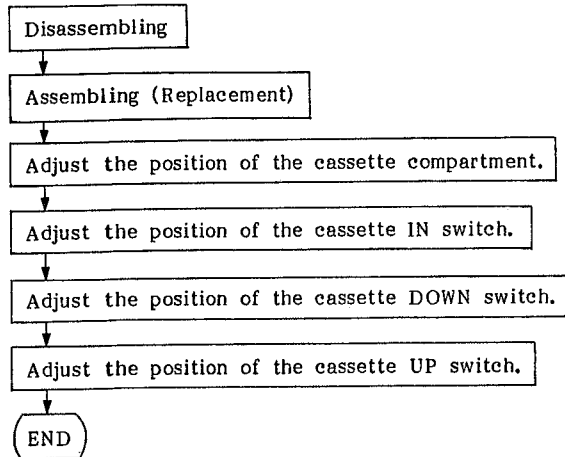 Disassembling
Assembling (Replacement)
Adjust the position of the cassette compartment.
Adjust the position of the cassette IN switch.
Adjust the position of the cassette DOWN switch.
Adjust the position of the cassette UP switch.
END